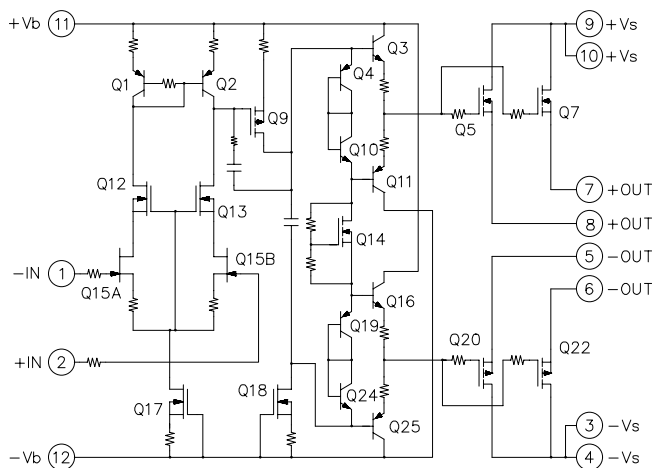 +Vb 11
Q3
9 +Vs
Q4
10 +Vs
Q1
Q2
Q9
Q5
Q7
Q10
Q11
Q12
Q13
7 +OUT
8 +OUT
Q14
5 −OUT
−IN 1
Q15A
Q15B
6 −OUT
Q16
Q19
Q20
Q22
+IN 2
Q17
Q18
Q24
Q25
3 −Vs
−Vb 12
4 −Vs